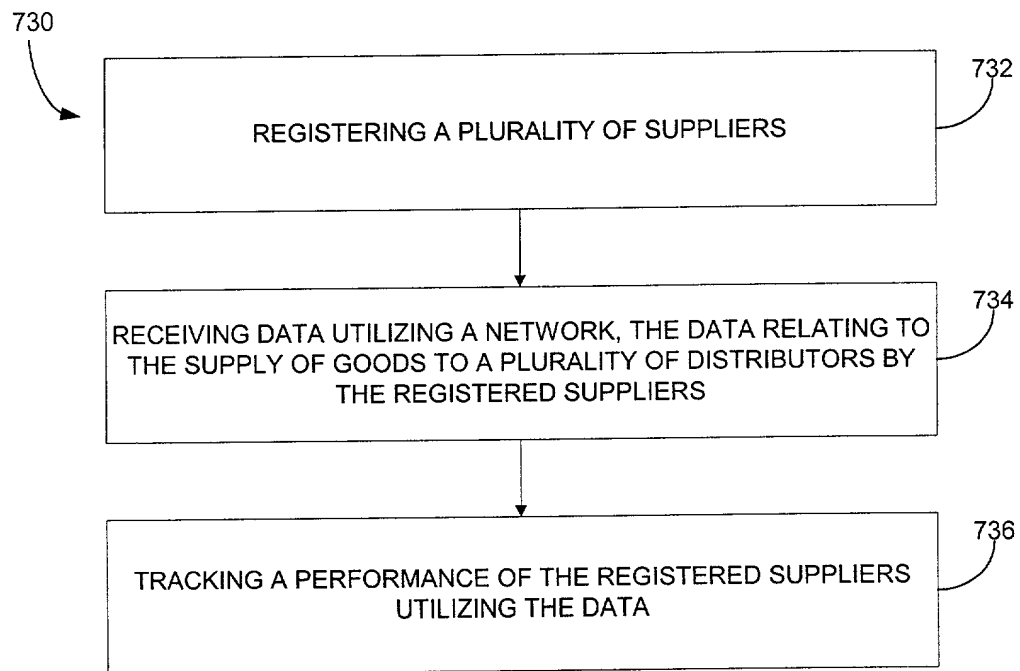 730
732
REGISTERING A PLURALITY OF SUPPLIERS
734
RECEIVING DATA UTILIZING A NETWORK, THE DATA RELATING TO
THE SUPPLY OF GOODS TO A PLURALITY OF DISTRIBUTORS BY
THE REGISTERED SUPPLIERS
736
TRACKING A PERFORMANCE OF THE REGISTERED SUPPLIERS
UTILIZING THE DATA